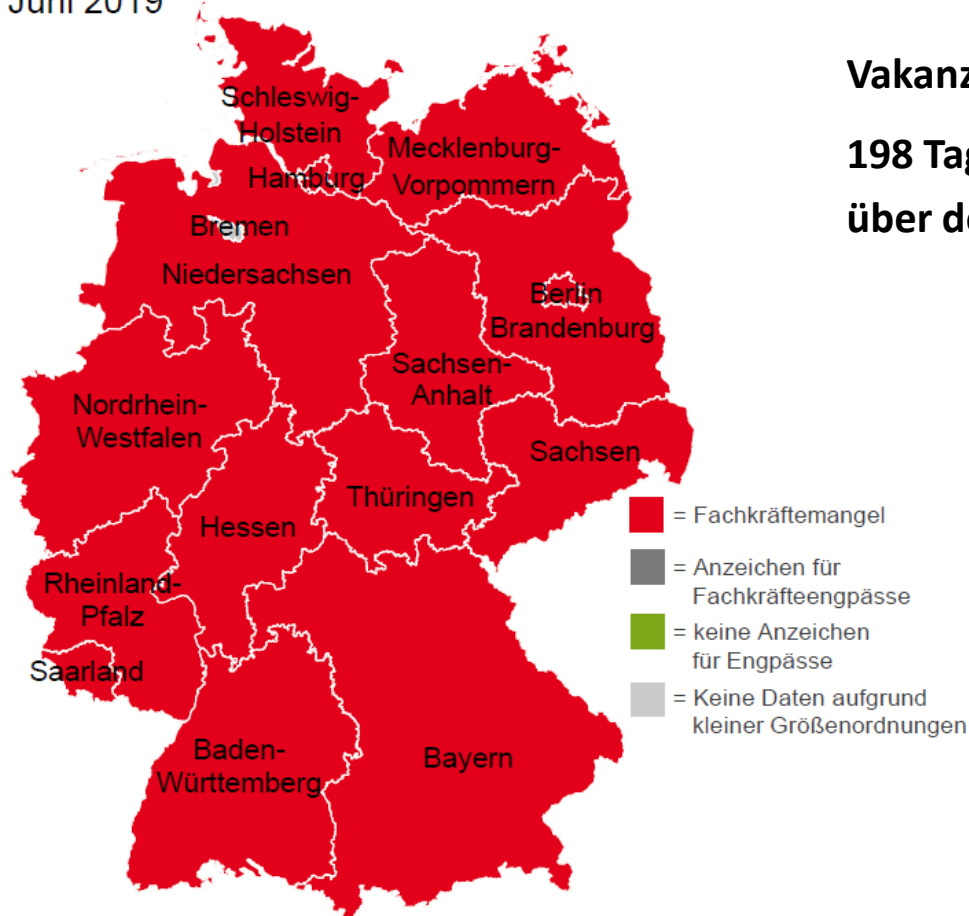 Juni 2019
Vakanz
198 Tag
über de
Schleswig-
Holstein
Mecklenburg-
Vorpommern
Hamburg
Bremen
Niedersachsen
Berlin
Brandenburg
Sachsen-
Anhalt
Nordrhein-
Westfalen
Sachsen
Thüringen
Hessen
Rheinland-
Pfalz
Saarland
Baden-
Württemberg
Bayern
= Fachkräftemangel
= Anzeichen für
Fachkräfteengpässe
= keine Anzeichen
für Engpässe
= Keine Daten aufgrund
kleiner Größenordnungen